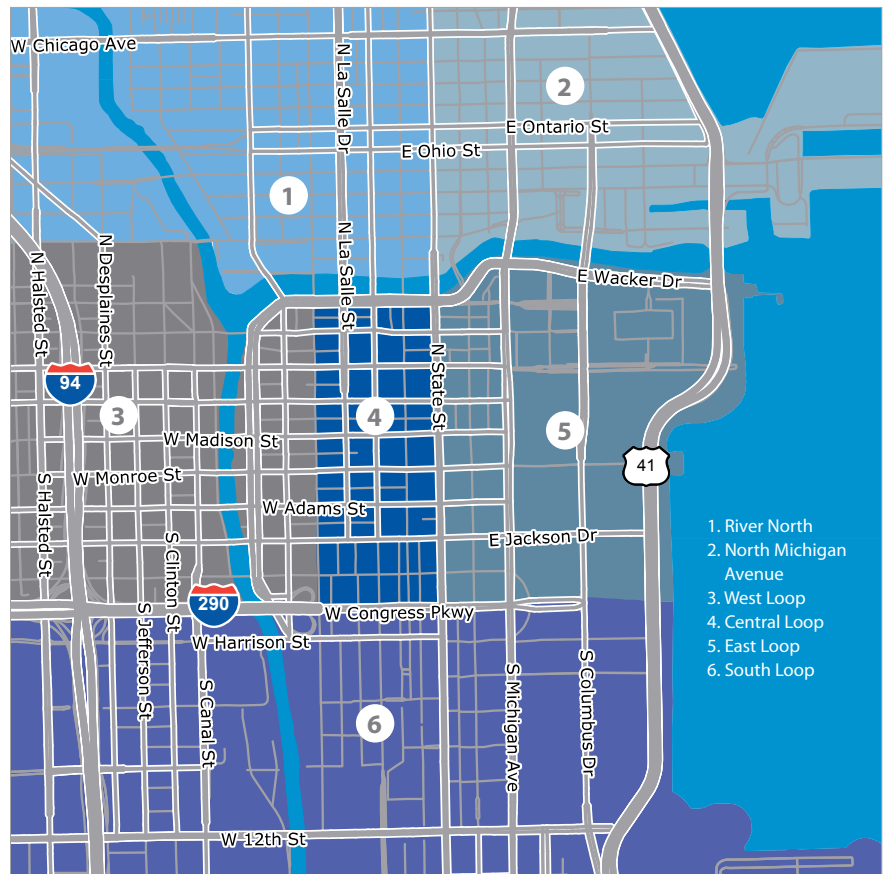 W Chicago Ave
N La Salle Dr
2
E Ontario St
E Ohio St
1
N La Salle St
N Halsted St
N Desplaines St
E Wacker Dr
94
N State St
3
4
5
W Madison St
41
W Monroe St
S Halsted St
W Adams St
S Clinton St
E Jackson Dr
290
W Congress Pkwy
S Jefferson St
W Harrison St
S Canal St
S Michigan Ave
S Columbus Dr
6
W 12th St
1. River North
2. North Michigan
Avenue
3. West Loop
4. Central Loop
5. East Loop
6. South Loop